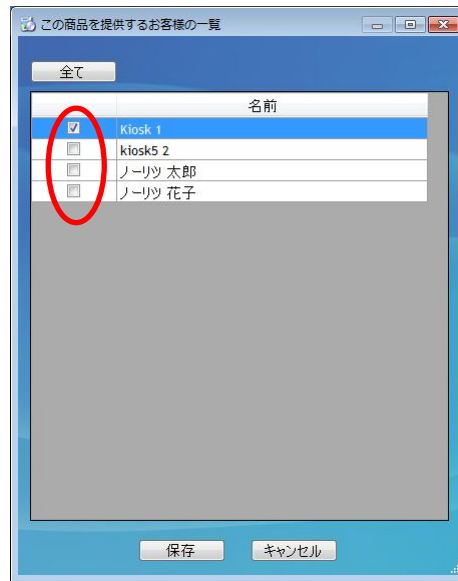 この商品を提供するお客様の一覧
全て
名前
Kiosk 1
kiosk5 2
ノーリツ 太郎
ノーリツ 花子
保存 キャンセル